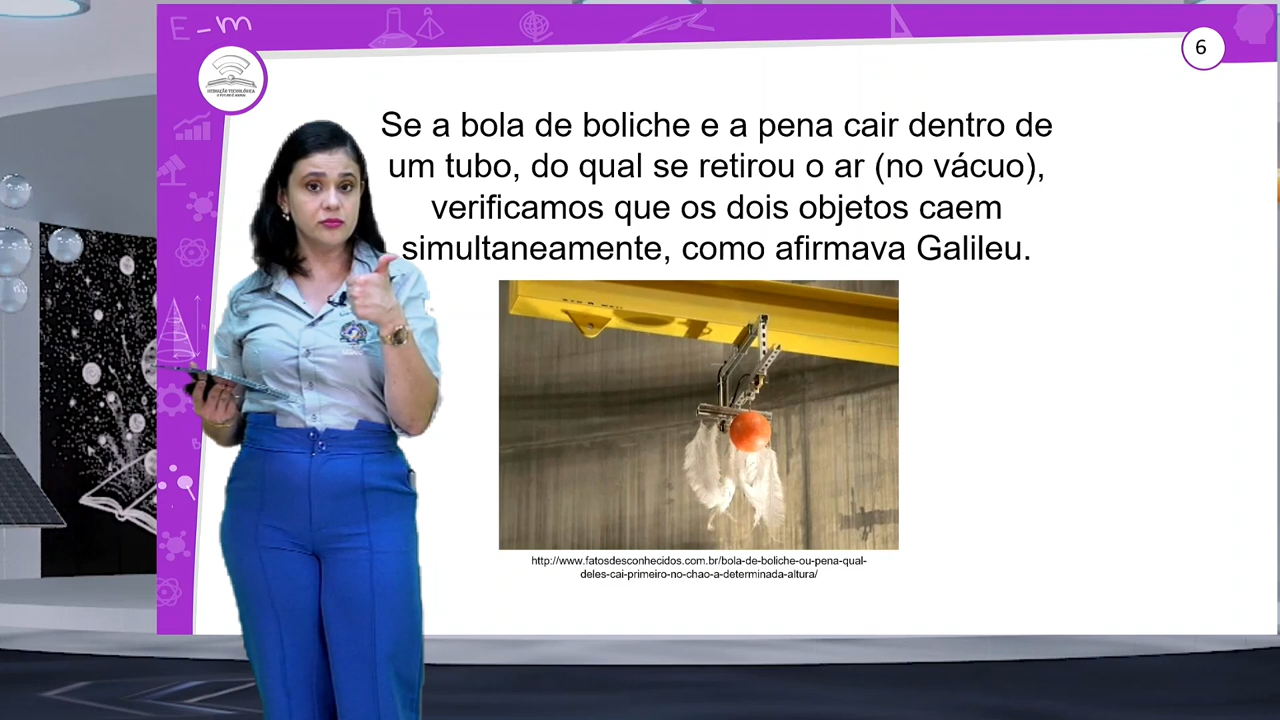 E-m
6
MEDIAÇÃO TECNOLÓGICA
Se a bola de boliche e a pena cair dentro de
um tubo, do qual se retirou o ar (no vácuo),
verificamos que os dois objetos caem
simultaneamente, como afirmava Galileu.
http://www.fatosdesconhecidos.com.br/bola-de-boliche-ou-pena-qual-
deles-cai-primeiro-no-chao-a-determinada-altura/